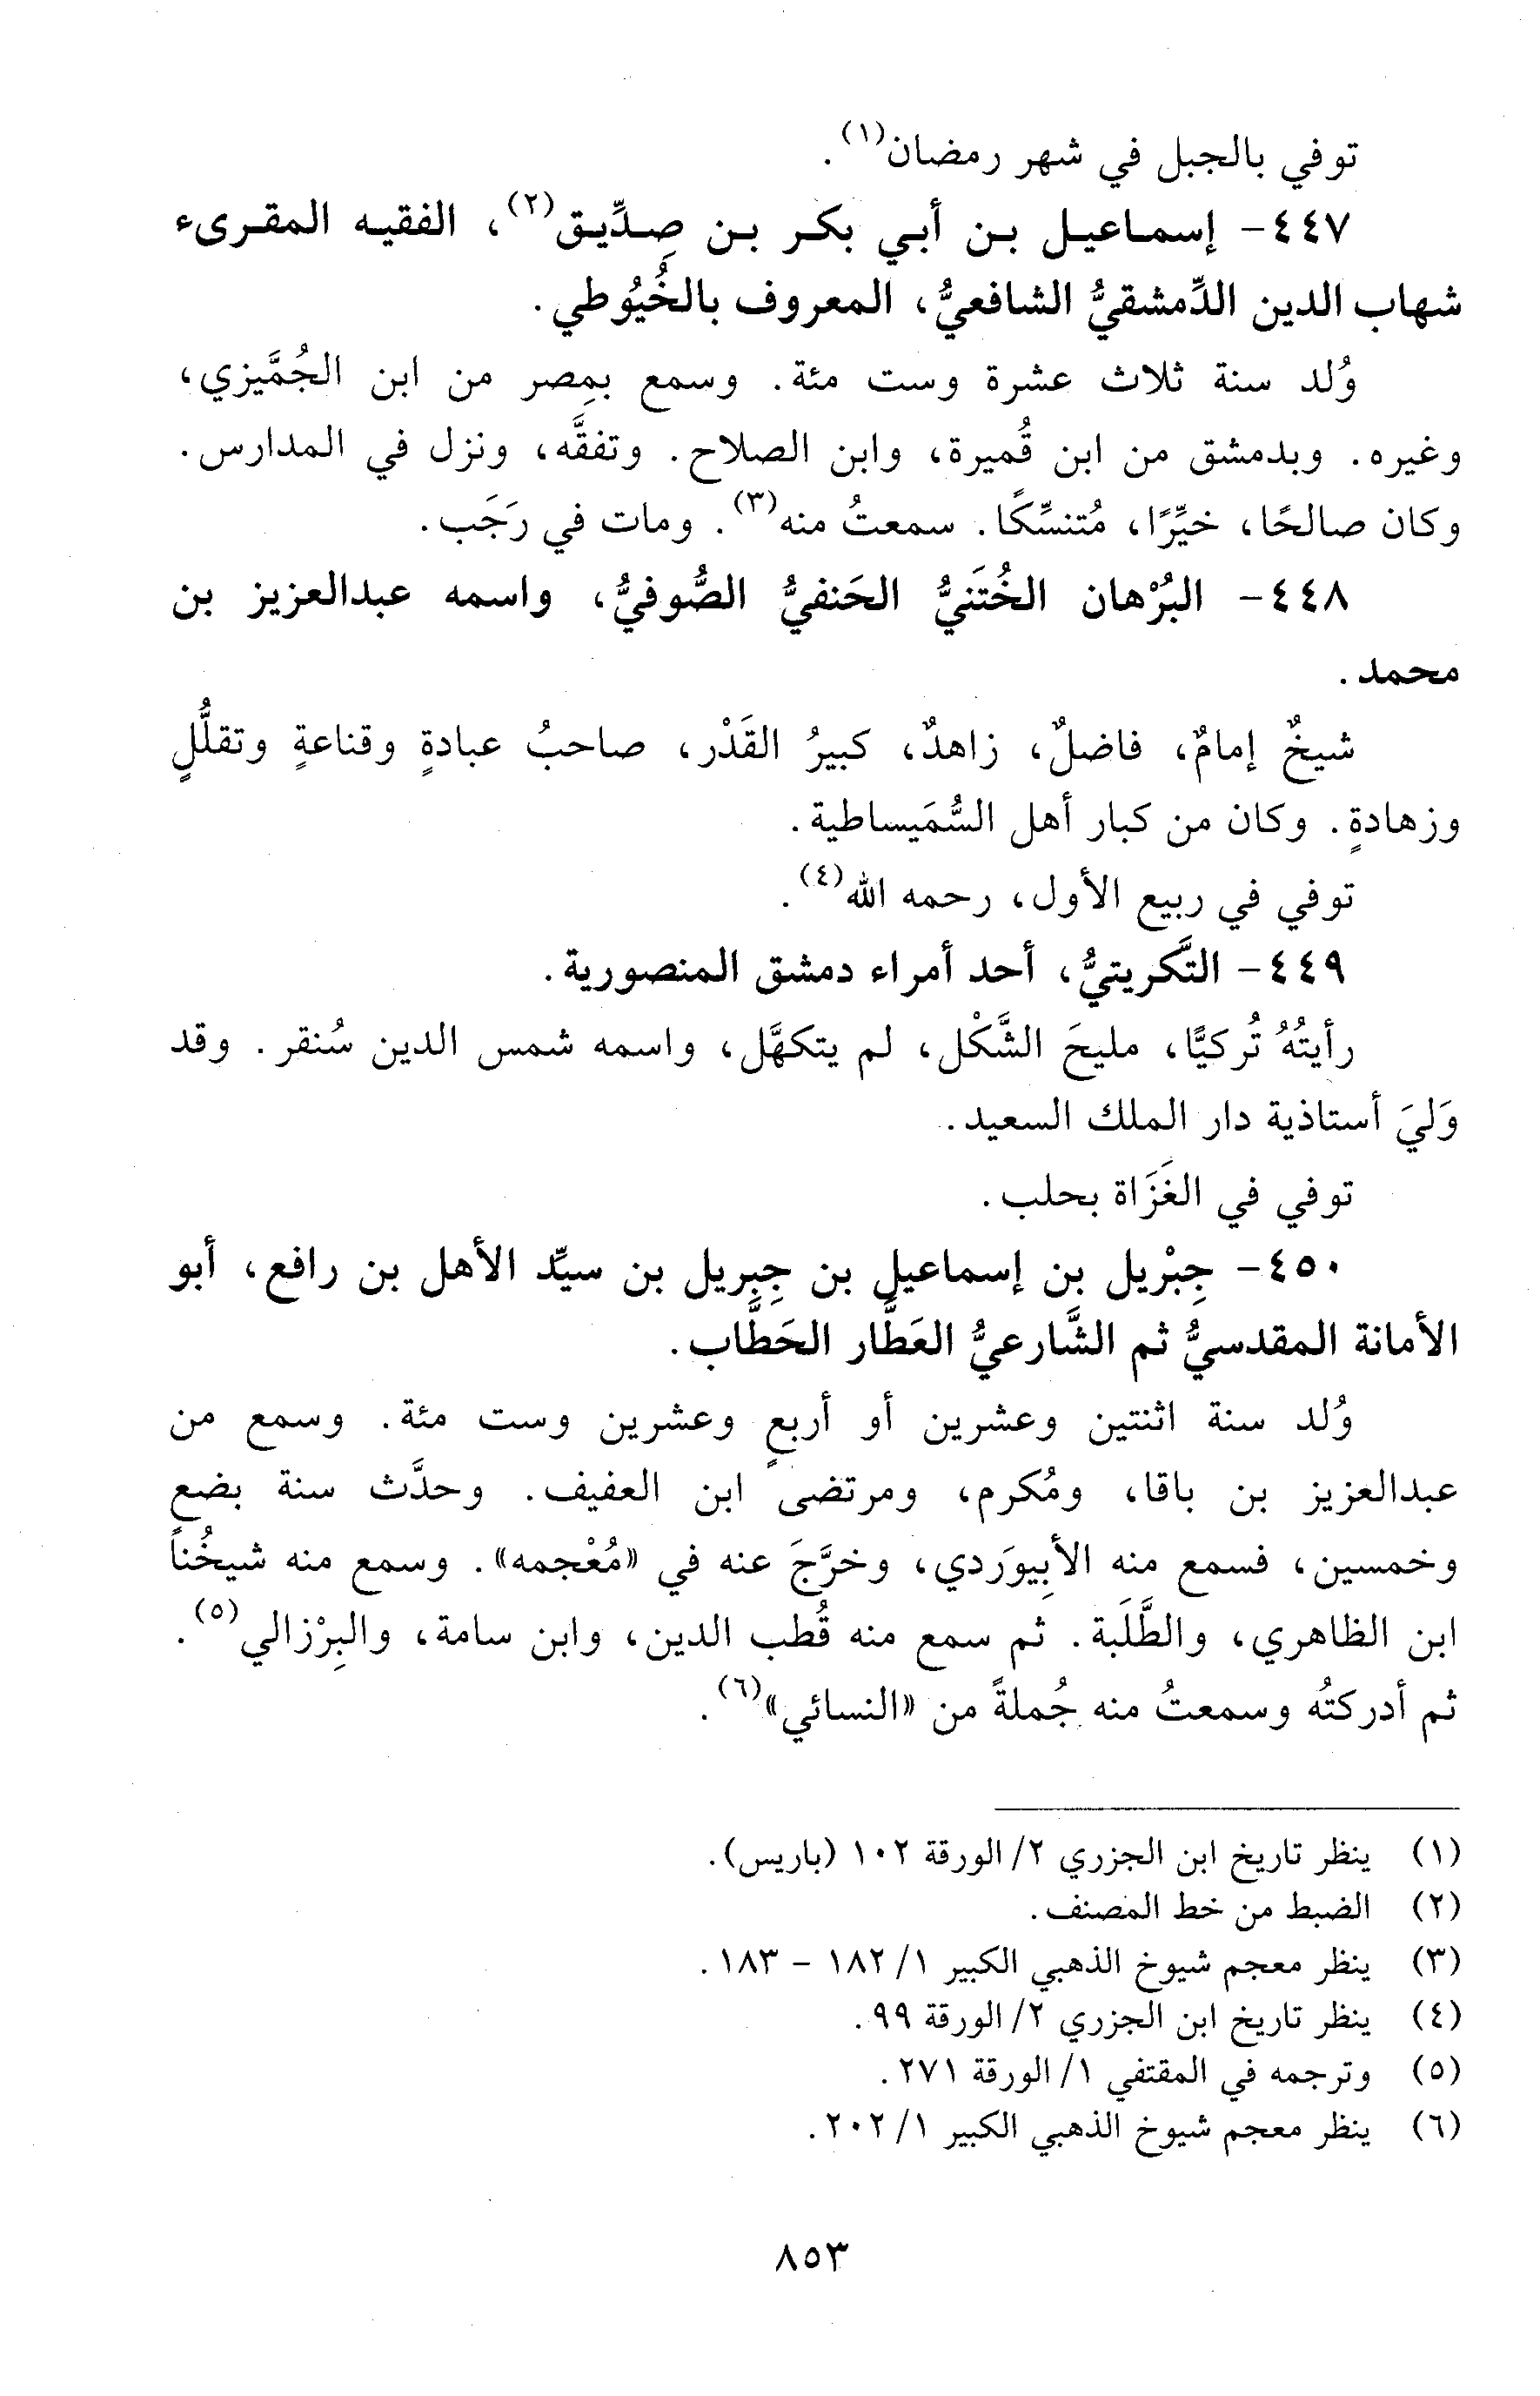 توفي بالجبل في شهر رمضان(١).
٤٤٧- إسماعيل بن أبي بكر بن صِدِّيق(٢)، الفقيه المقرىء
شهاب الدين الدِّمشقيُّ الشافعيُّ، المعروف بالخُيُوطي.
وُلد سنة ثلاث عشرة وست مئة. وسمع بمِصر من ابن الجُمَّيزي،
وغيره. وبدمشق من ابن قُميرة، وابن الصلاح. وتفقَّه، ونزل في المدارس.
وكان صالحًا، خيِّرًا، مُتنسِّكًا. سمعتُ منه(٣). ومات في رَجَب.
٤٤٨- البُرْهان الخُتَنيُّ الحَنفيُّ الصُّوفيُّ، واسمه عبدالعزيز بن
محمد.
شيخٌ إمامٌ، فاضلٌ، زاهدٌ، كبيرُ القَدْر، صاحبُ عبادةٍ وقناعةٍ وتقلُّلٍ
وزهادةٍ. وكان من كبار أهل السُّمَيساطية.
توفي في ربيع الأول، رحمه الله(٤).
٤٤٩- التَّكريتيُّ، أحد أمراء دمشق المنصورية.
رأيتُهُ تُركيًّا، مليحَ الشَّكْل، لم يتكهَّل، واسمه شمس الدين سُنقر. وقد
وَليَ أستاذية دار الملك السعيد.
توفي في الغَزَاة بحلب.
٤٥٠- جِبْريل بن إسماعيل بن جِبريل بن سيِّد الأهل بن رافع، أبو
الأمانة المقدسيُّ ثم الشَّارعيُّ العَطَّار الحَطَّاب.
وُلد سنة اثنتين وعشرين أو أربعٍ وعشرين وست مئة. وسمع من
عبدالعزيز بن باقا، ومُكرم، ومرتضى ابن العفيف. وحدَّث سنة بضع
وخمسين، فسمع منه الأبِيوَردي، وخرَّجَ عنه في «مُعْجمه». وسمع منه شيخُنا
ابن الظاهري، والطَّلَبة. ثم سمع منه قُطب الدين، وابن سامة، والبِرْزالي(٥).
ثم أدركتُه وسمعتُ منه جُملةً من «النسائي»(٦).
(١) ينظر تاريخ ابن الجزري ٢/ الورقة ١٠٢ (باريس).
(٢) الضبط من خط المصنف.
(٣) ينظر معجم شيوخ الذهبي الكبير ١/ ١٨٢ - ١٨٣.
(٤) ينظر تاريخ ابن الجزري ٢/ الورقة ٩٩.
(٥) وترجمه في المقتفي ١/ الورقة ٢٧١.
(٦) ينظر معجم شيوخ الذهبي الكبير ١/ ٢٠٢.
٨٥٣